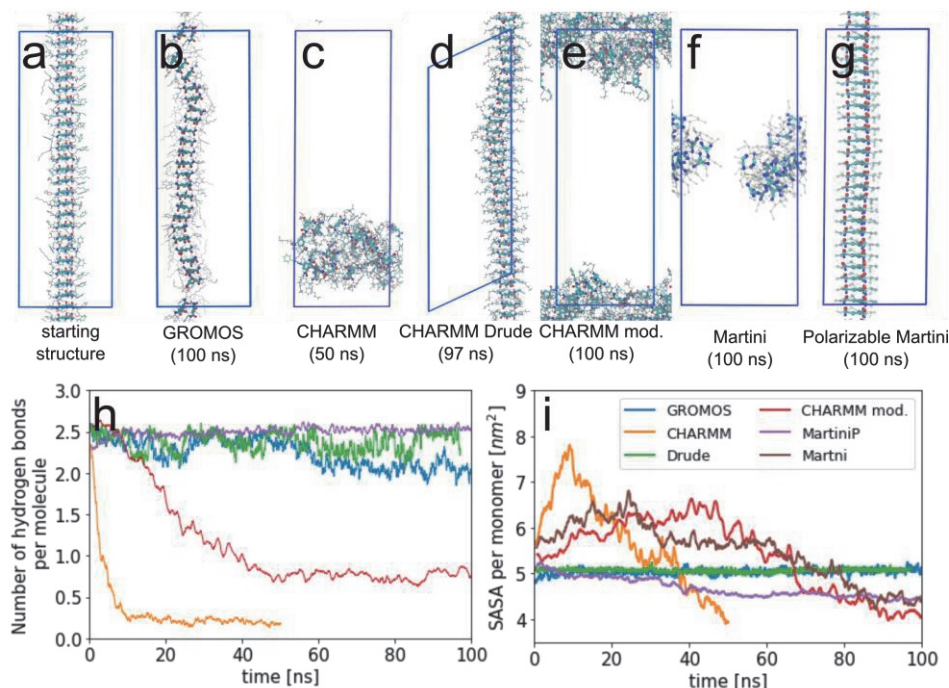 a b c d e f g
starting structure
GROMOS (100 ns)
CHARMM (50 ns)
CHARMM Drude (97 ns)
CHARMM mod. (100 ns)
Martini (100 ns)
Polarizable Martini (100 ns)
h
Number of hydrogen bonds
per molecule
3.0
2.5
2.0
1.5
1.0
0.5
0.0
0 20 40 60 80 100
time [ns]
i
SASA per monomer [nm²]
9
8
7
6
5
4
GROMOS
CHARMM
Drude
CHARMM mod.
MartiniP
Martni
0 20 40 60 80 100
time [ns]